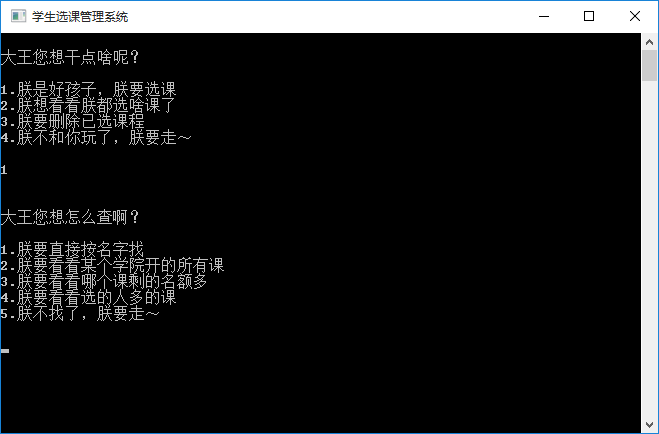 学生选课管理系统
大王您想干点啥呢？
1.朕是好孩子，朕要选课
2.朕想看看朕都选啥课了
3.朕要删除已选课程
4.朕不和你玩了，朕要走～
1
大王您想怎么查啊？
1.朕要直接按名字找
2.朕要看看某个学院开的所有课
3.朕要看看哪个课剩的名额多
4.朕要看看选的人多的课
5.朕不找了，朕要走～